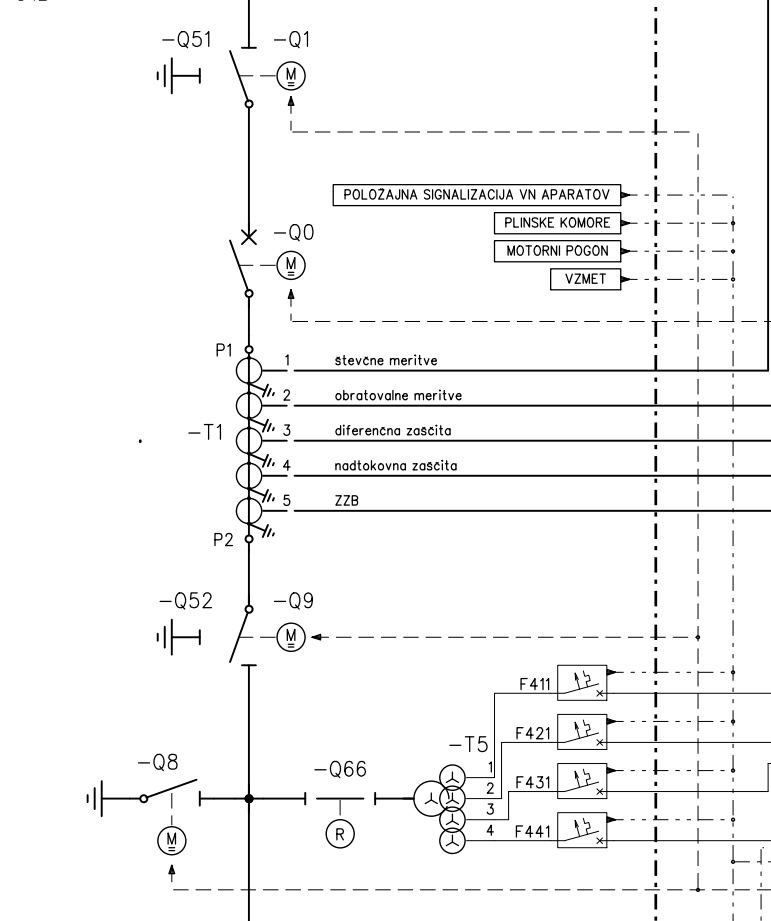 -Q51
-Q1
M
POLOŽAJNA SIGNALIZACIJA VN APARATOV
PLINSKE KOMORE
-Q0
MOTORNI POGON
M
VZMET
P1
1
števčne meritve
2
obratovalne meritve
-T1
3
diferenčna zaščita
4
nadtokovna zaščita
5
ZZB
P2
-Q52
-Q9
M
F411
-T5
F421
-Q8
-Q66
1
2
F431
3
R
M
4
F441